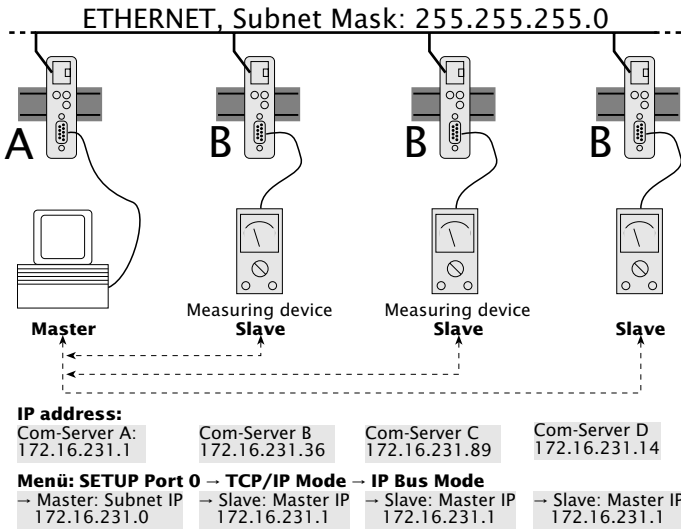 ETHERNET, Subnet Mask: 255.255.255.0
A
B
B
B
Measuring device
Measuring device
Master
Slave
Slave
Slave
IP address:
Com-Server A:
172.16.231.1
Com-Server B
172.16.231.36
Com-Server C
172.16.231.89
Com-Server D
172.16.231.14
Menü: SETUP Port 0 → TCP/IP Mode → IP Bus Mode
→ Master: Subnet IP
172.16.231.0
→ Slave: Master IP
172.16.231.1
→ Slave: Master IP
172.16.231.1
→ Slave: Master IP
172.16.231.1